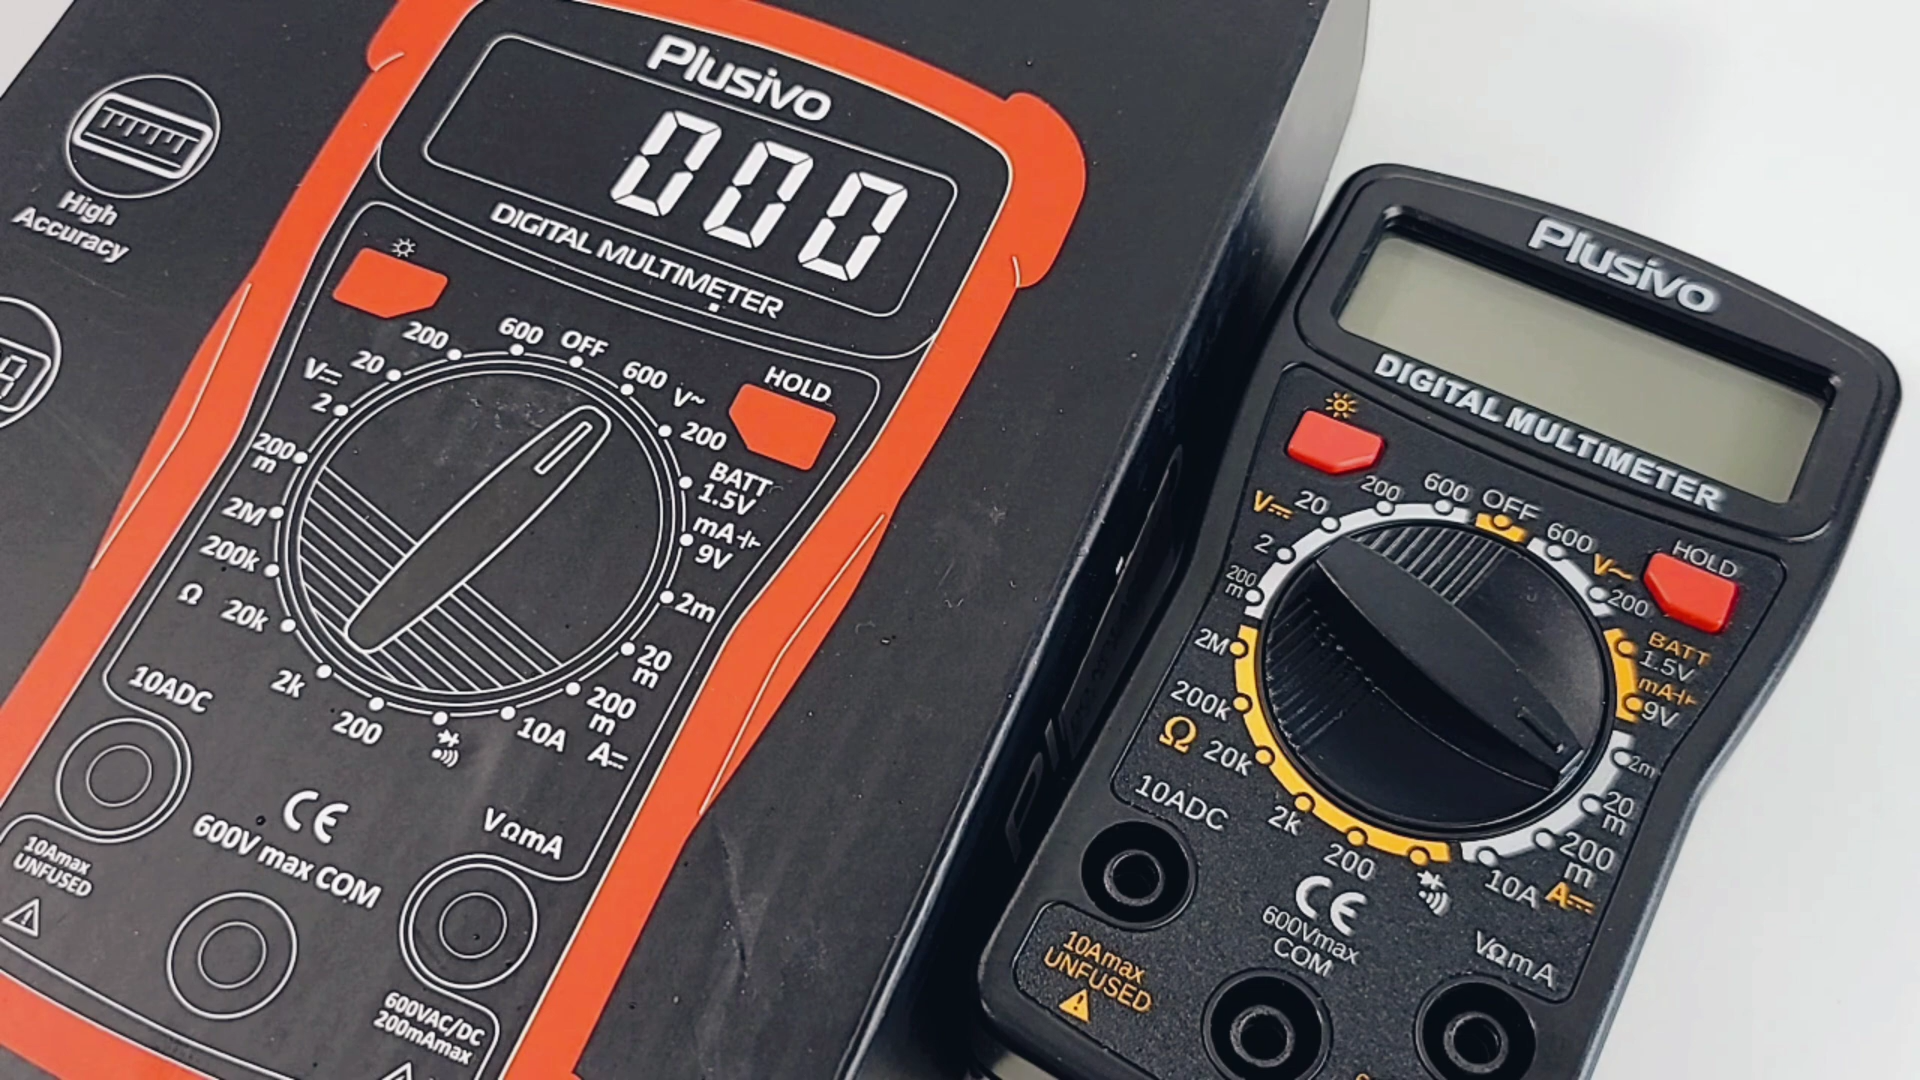 High
Accuracy
Plusivo
000
DIGITAL MULTIMETER
HOLD
OFF
600
V~
200
BATT
1.5V
mA
9V
2m
20
m
200
m
A
10A
200
2k
20k
Ω
200k
2M
200
m
2
V
20
200
600
10ADC
10Amax
UNFUSED
CE
600V max COM
VΩmA
600VAC/DC
200mAmax
Plusivo
DIGITAL MULTIMETER
HOLD
OFF
600
V~
200
BATT
1.5V
mA
9V
2m
20
m
200
m
A
10A
200
2k
20k
Ω
200k
2M
200
m
2
V
20
200
600
10ADC
10Amax
UNFUSED
CE
600Vmax
COM
VΩmA